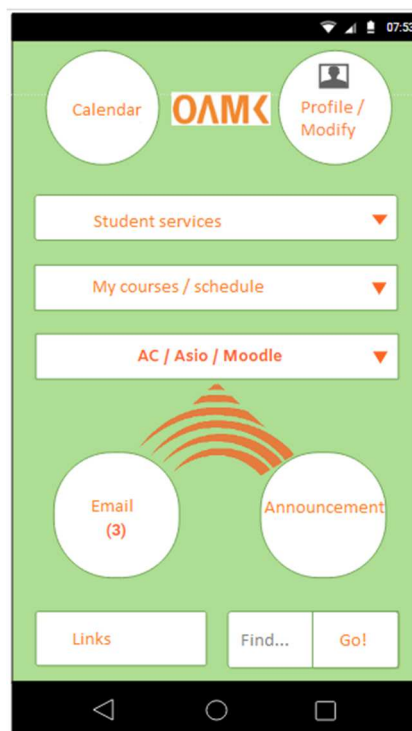 07:53
Calendar
OAMK
Profile /
Modify
Student services
My courses / schedule
AC / Asio / Moodle
Email
(3)
Announcement
Links
Find...
Go!